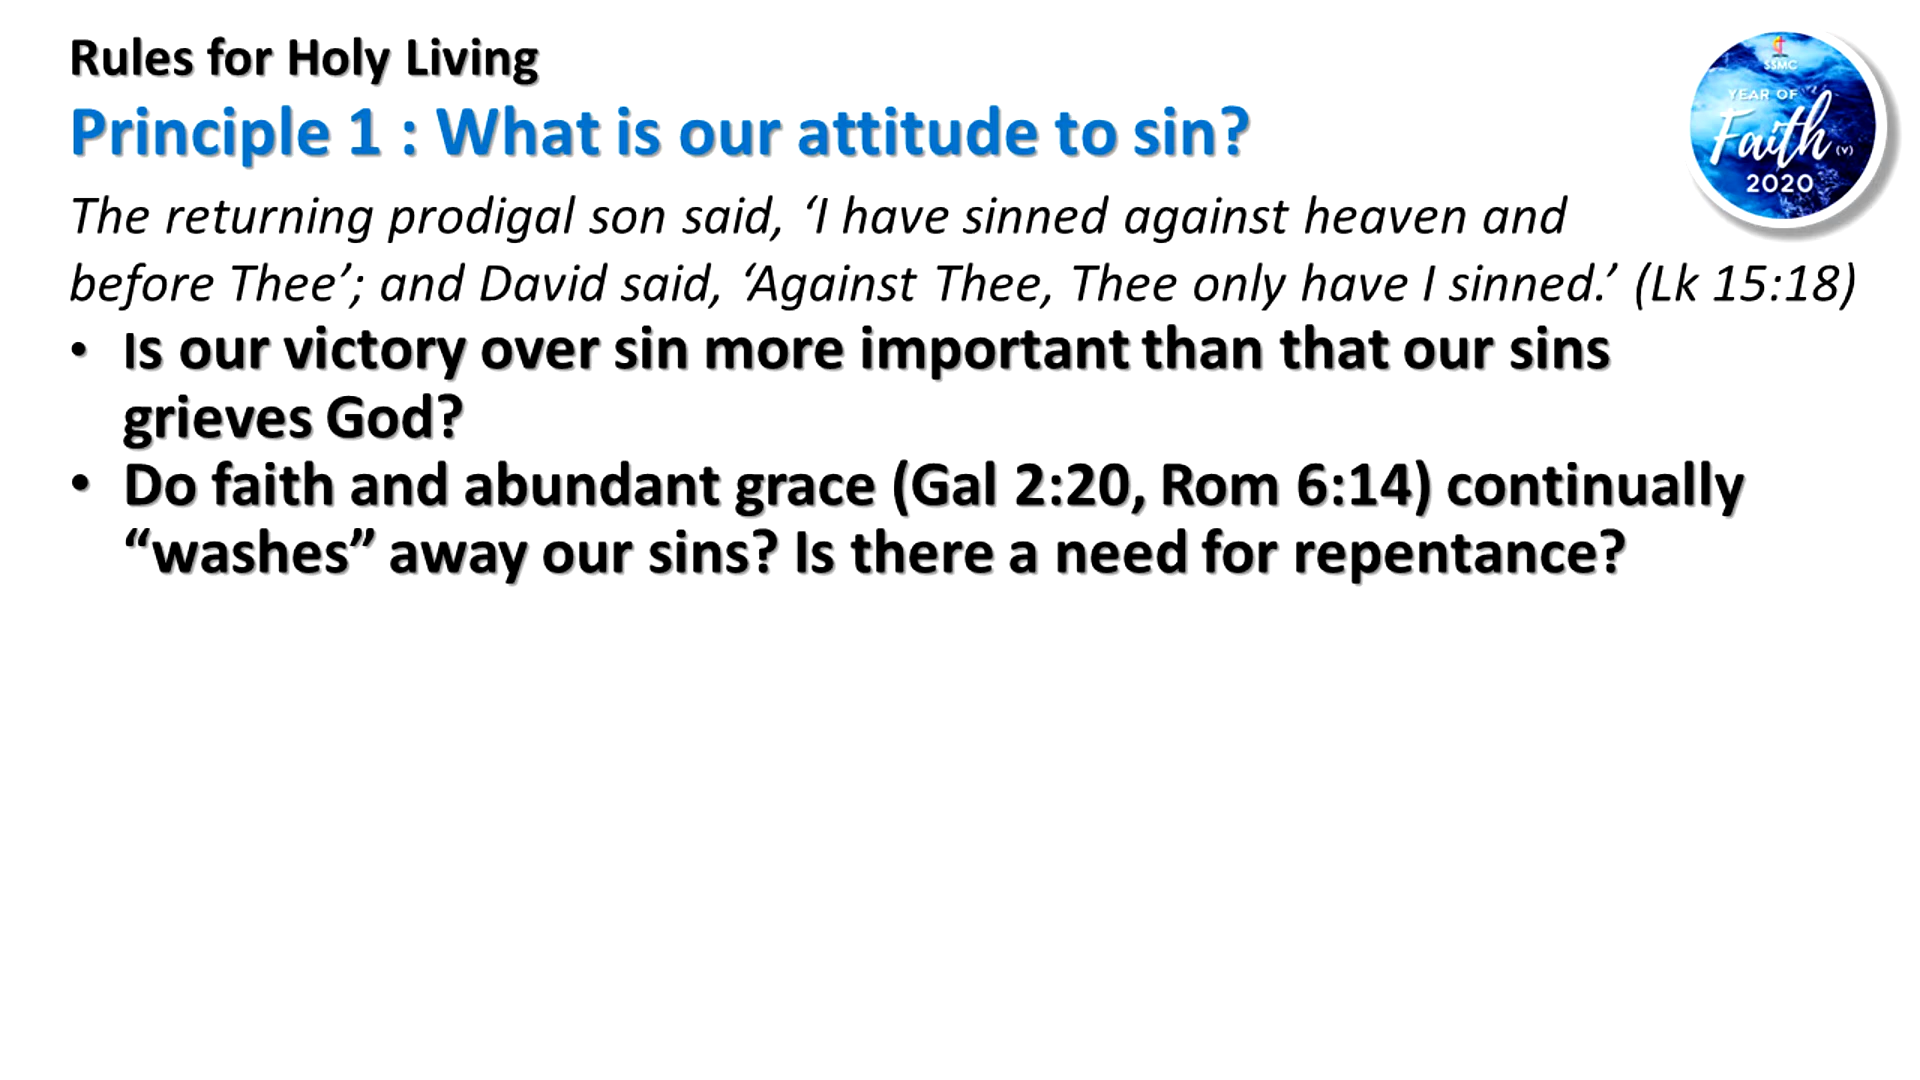 Rules for Holy Living
Principle 1 : What is our attitude to sin?
SSMC
YEAR OF
Faith (v)
2020
The returning prodigal son said, ‘I have sinned against heaven and
before Thee’; and David said, ‘Against Thee, Thee only have I sinned.’ (Lk 15:18)
• Is our victory over sin more important than that our sins
grieves God?
• Do faith and abundant grace (Gal 2:20, Rom 6:14) continually
“washes” away our sins? Is there a need for repentance?